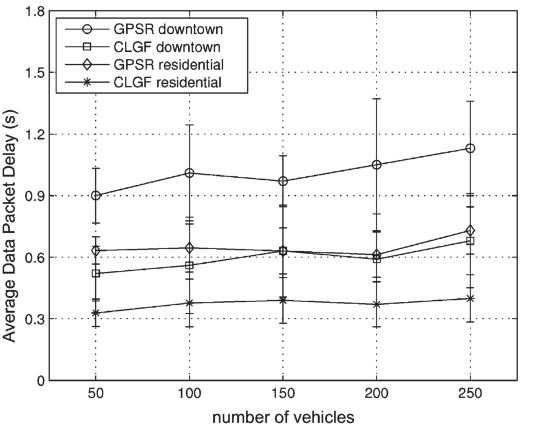 1.8
GPSR downtown
CLGF downtown
GPSR residential
CLGF residential
1.5
1.2
0.9
0.6
0.3
0
Average Data Packet Delay (s)
50 100 150 200 250
number of vehicles